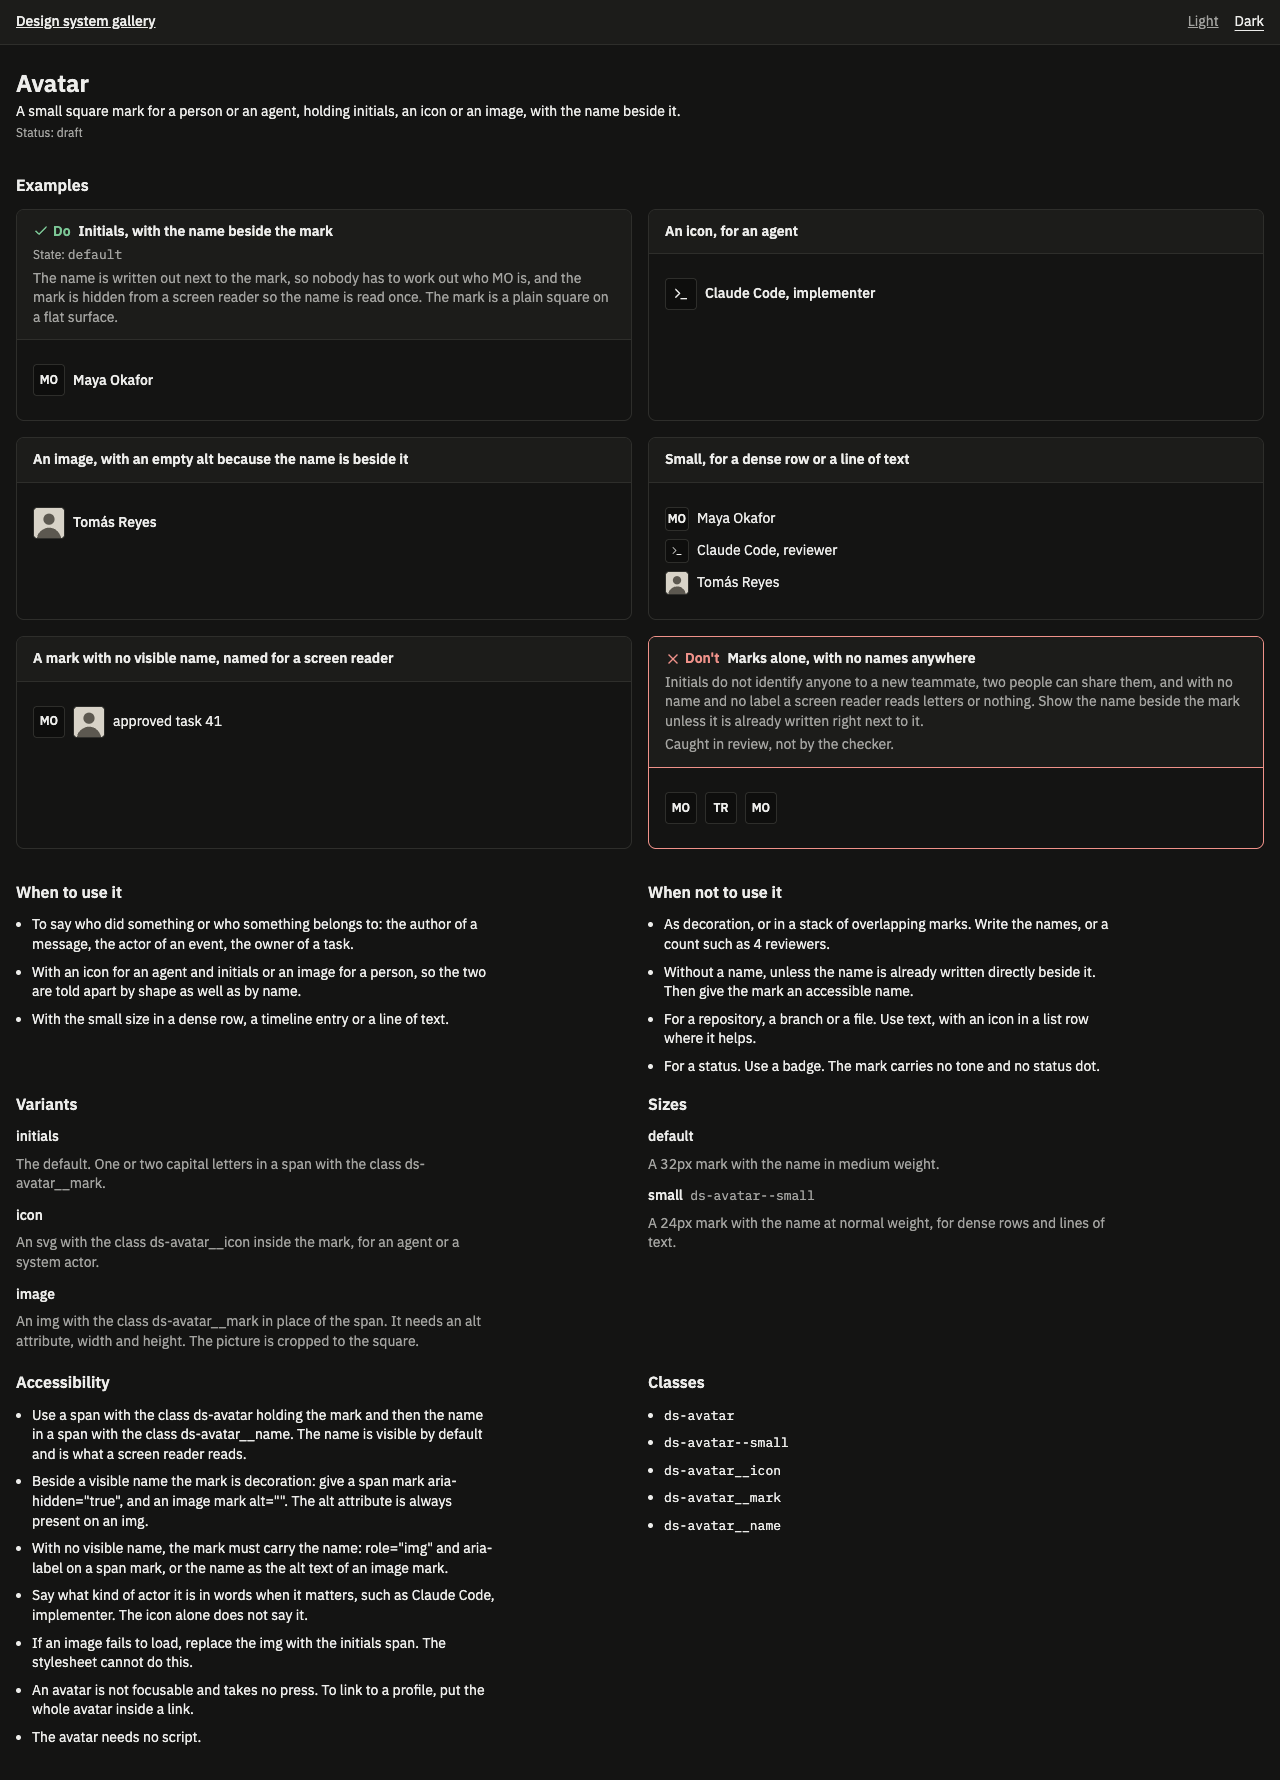 Design system gallery
Light Dark
Avatar
A small square mark for a person or an agent, holding initials, an icon or an image, with the name beside it.
Status: draft
Examples
Do Initials, with the name beside the mark
State: default
The name is written out next to the mark, so nobody has to work out who MO is, and the
mark is hidden from a screen reader so the name is read once. The mark is a plain square on
a flat surface.
MO Maya Okafor
An icon, for an agent
Claude Code, implementer
An image, with an empty alt because the name is beside it
Tomás Reyes
Small, for a dense row or a line of text
MO Maya Okafor
Claude Code, reviewer
Tomás Reyes
A mark with no visible name, named for a screen reader
MO approved task 41
Don't Marks alone, with no names anywhere
Initials do not identify anyone to a new teammate, two people can share them, and with no
name and no label a screen reader reads letters or nothing. Show the name beside the mark
unless it is already written right next to it.
Caught in review, not by the checker.
MO TR MO
When to use it
To say who did something or who something belongs to: the author of a
message, the actor of an event, the owner of a task.
With an icon for an agent and initials or an image for a person, so the two
are told apart by shape as well as by name.
With the small size in a dense row, a timeline entry or a line of text.
When not to use it
As decoration, or in a stack of overlapping marks. Write the names, or a
count such as 4 reviewers.
Without a name, unless the name is already written directly beside it.
Then give the mark an accessible name.
For a repository, a branch or a file. Use text, with an icon in a list row
where it helps.
For a status. Use a badge. The mark carries no tone and no status dot.
Variants
initials
The default. One or two capital letters in a span with the class ds-
avatar__mark.
icon
An svg with the class ds-avatar__icon inside the mark, for an agent or a
system actor.
image
An img with the class ds-avatar__mark in place of the span. It needs an alt
attribute, width and height. The picture is cropped to the square.
Sizes
default
A 32px mark with the name in medium weight.
small ds-avatar--small
A 24px mark with the name at normal weight, for dense rows and lines of
text.
Accessibility
Use a span with the class ds-avatar holding the mark and then the name
in a span with the class ds-avatar__name. The name is visible by default
and is what a screen reader reads.
Beside a visible name the mark is decoration: give a span mark aria-
hidden="true", and an image mark alt="". The alt attribute is always
present on an img.
With no visible name, the mark must carry the name: role="img" and aria-
label on a span mark, or the name as the alt text of an image mark.
Say what kind of actor it is in words when it matters, such as Claude Code,
implementer. The icon alone does not say it.
If an image fails to load, replace the img with the initials span. The
stylesheet cannot do this.
An avatar is not focusable and takes no press. To link to a profile, put the
whole avatar inside a link.
The avatar needs no script.
Classes
ds-avatar
ds-avatar--small
ds-avatar__icon
ds-avatar__mark
ds-avatar__name